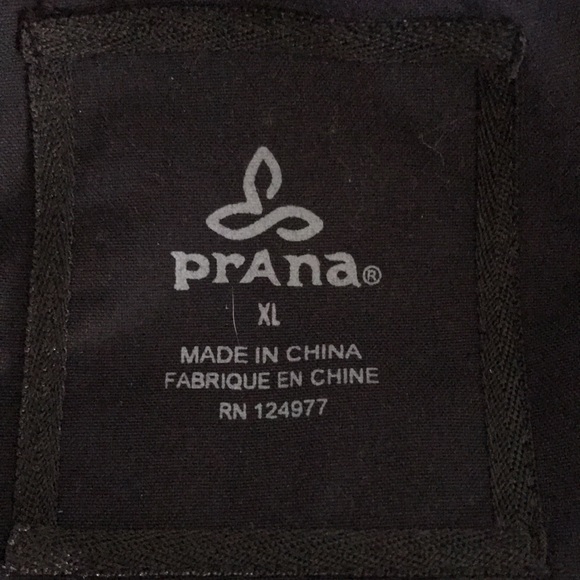 prAna®
XL
MADE IN CHINA
FABRIQUE EN CHINE
RN 124977